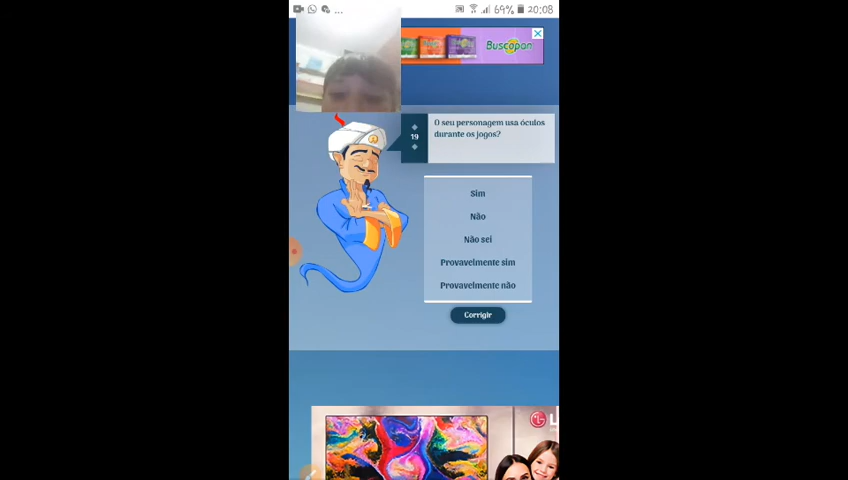 ...
69%
20:08
Buscopan
19
O seu personagem usa óculos
durante os jogos?
Sim
Não
Não sei
Provavelmente sim
Provavelmente não
Corrigir
LG